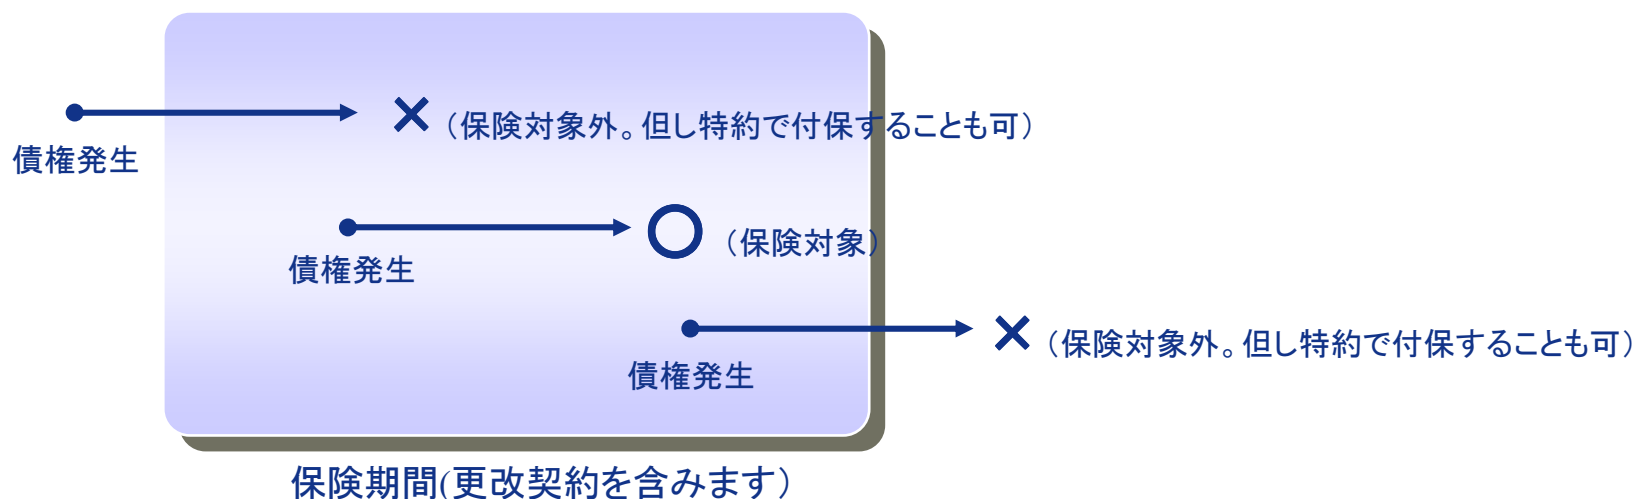 （保険対象外。但し特約で付保することも可）
債権発生
（保険対象）
債権発生
（保険対象外。但し特約で付保することも可）
債権発生
保険期間(更改契約を含みます）